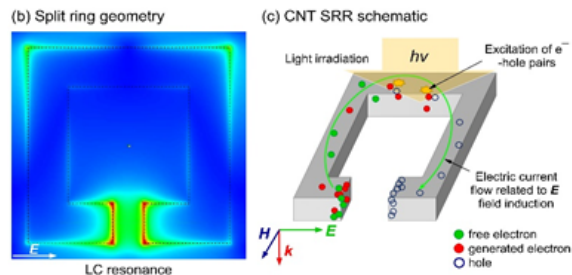 (b) Split ring geometry
E
LC resonance
(c) CNT SRR schematic
Light irradiation
hv
Excitation of e⁻
-hole pairs
Electric current
flow related to E
field induction
H
E
k
free electron
generated electron
hole